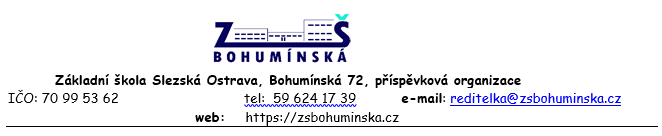 ZŠ
BOHUMÍNSKÁ
Základní škola Slezská Ostrava, Bohumínská 72, příspěvková organizace
IČO: 70 99 53 62 tel: 59 624 17 39 e-mail: reditelka@zsbohuminska.cz
web: https://zsbohuminska.cz